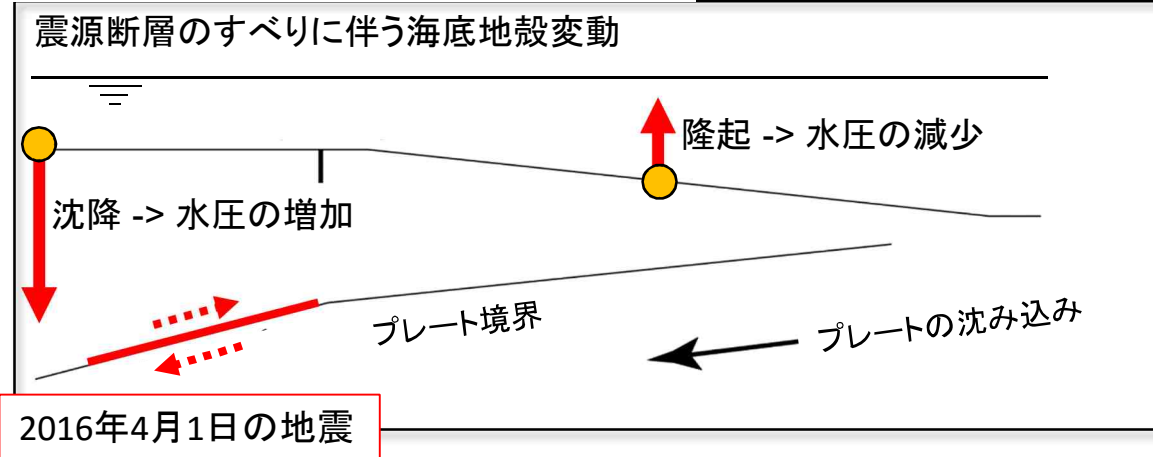 震源断層のすべりに伴う海底地殻変動
隆起 -> 水圧の減少
沈降 -> 水圧の増加
プレート境界
プレートの沈み込み
2016年4月1日の地震